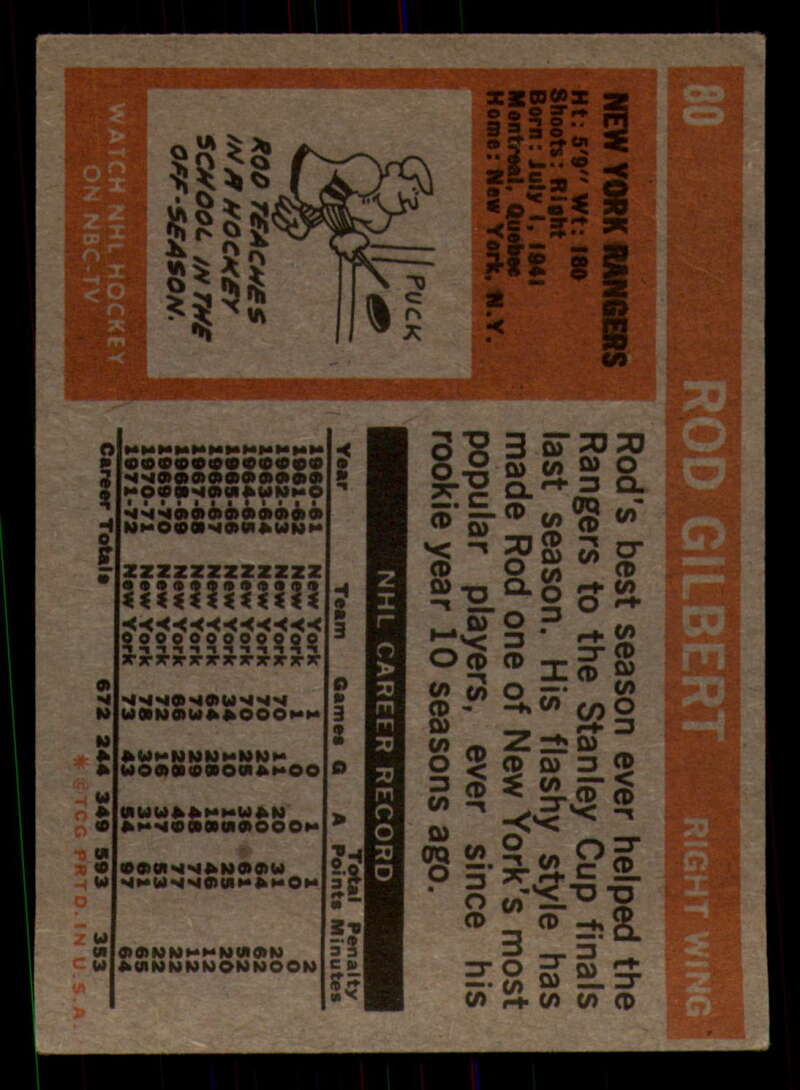 80 ROD GILBERT RIGHT WING
NEW YORK RANGERS
Ht: 5'9" Wt: 180
Shoots: Right
Born: July 1, 1941
Montreal, Quebec
Home: New York, N.Y.
PUCK
ROD TEACHES
IN A HOCKEY
SCHOOL IN THE
OFF-SEASON.
WATCH NHL HOCKEY
ON NBC-TV
Rod's best season ever helped the
Rangers to the Stanley Cup finals
last season. His flashy style has
made Rod one of New York's most
popular players, ever since his
rookie year 10 seasons ago.
NHL CAREER RECORD
Year Team Games G A Total Points Penalty Minutes
1960-61 New York 1 0 1 1 2
1961-62 New York 1 0 0 0 0
1962-63 New York 70 11 20 31 20
1963-64 New York 70 24 40 64 62
1964-65 New York 70 25 36 61 52
1965-66 New York 34 10 15 25 20
1966-67 New York 64 28 18 46 12
1967-68 New York 73 29 48 77 12
1968-69 New York 66 28 49 77 22
1969-70 New York 72 16 37 53 22
1970-71 New York 78 30 31 61 65
1971-72 New York 73 43 54 97 64
Career Totals 672 244 349 593 353
* © TCG PRTD. IN U.S.A.